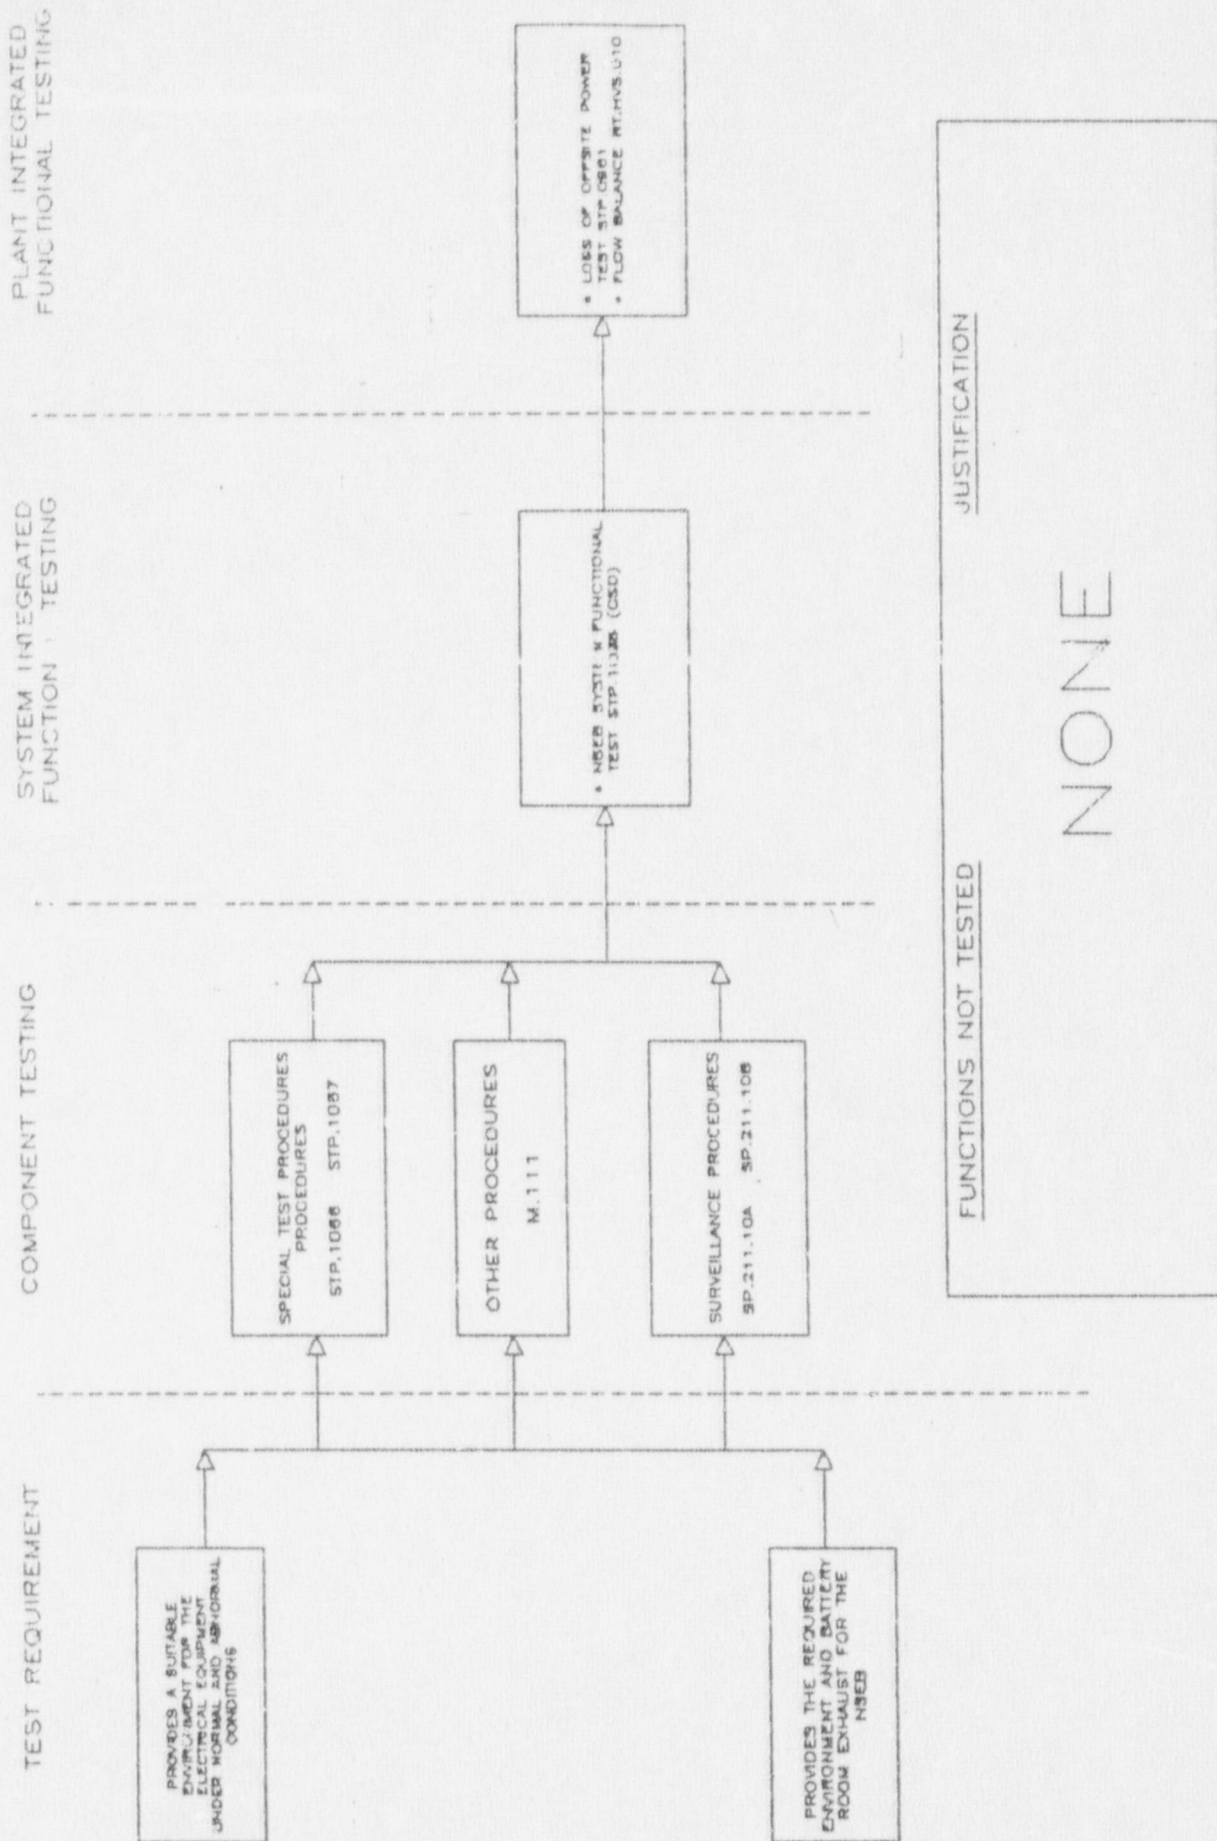 TEST REQUIREMENT
COMPONENT TESTING
SYSTEM INTEGRATED
FUNCTION TESTING
PLANT INTEGRATED
FUNCTIONAL TESTING
PROVIDES A SUITABLE
ENVIRONMENT FOR THE
ELECTRICAL EQUIPMENT
UNDER NORMAL AND ABNORMAL
CONDITIONS
PROVIDES THE REQUIRED
ENVIRONMENT AND BATTERY
ROOM EXHAUST FOR THE
NSEB
SPECIAL TEST PROCEDURES
PROCEDURES
STP.1066 STP.1067
OTHER PROCEDURES
M.111
SURVEILLANCE PROCEDURES
SP.211.10A SP.211.10B
* NSEB SYSTEM FUNCTIONAL
TEST (CSD)
* LOSS OF OFFSITE POWER
TEST STP.0961
* FLOW BALANCE RT.HVS.010
FUNCTIONS NOT TESTED
JUSTIFICATION
NONE